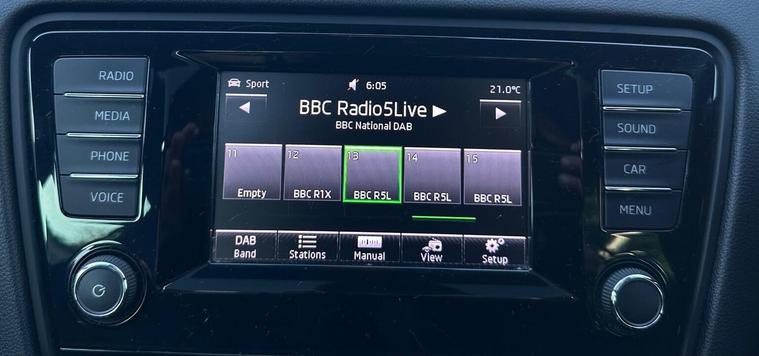 RADIO
MEDIA
PHONE
VOICE
Sport
6:05
21.0°C
BBC Radio5Live ►
BBC National DAB
11
Empty
12
BBC R1X
13
BBC R5L
14
BBC R5L
15
BBC R5L
DAB
Band
Stations
Manual
View
Setup
SETUP
SOUND
CAR
MENU